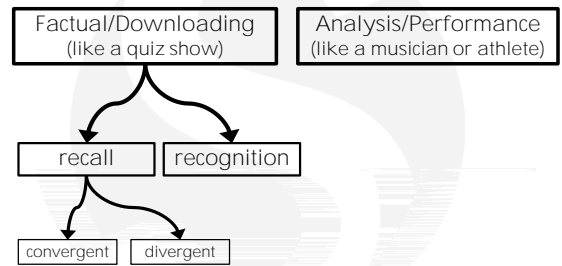 Factual/Downloading
(like a quiz show)
Analysis/Performance
(like a musician or athlete)
recall
recognition
convergent
divergent